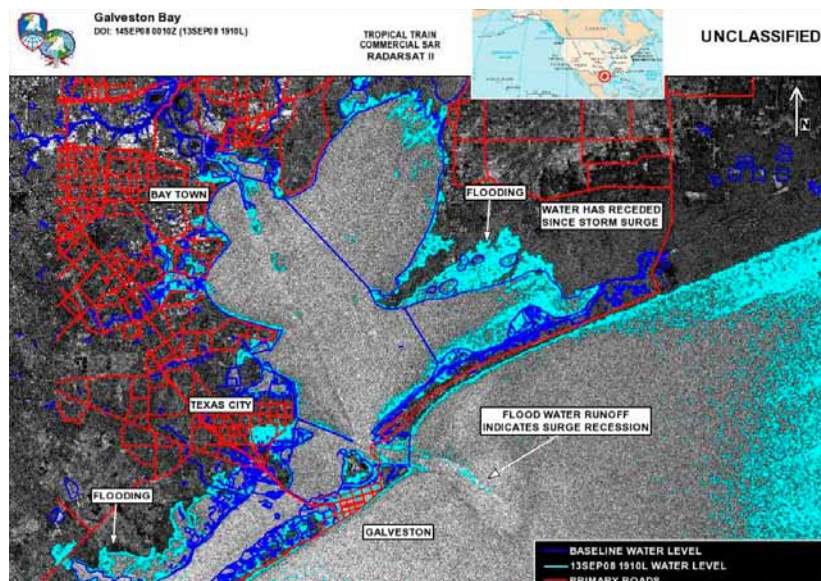 Galveston Bay
DOI: 14SEP08 0010Z (13SEP08 1910L)
TROPICAL TRAIN
COMMERCIAL SAR
RADARSAT II
UNCLASSIFIED
CANADA
N
BAY TOWN
FLOODING
WATER HAS RECEDED
SINCE STORM SURGE
TEXAS CITY
FLOOD WATER RUNOFF
INDICATES SURGE RECESSION
FLOODING
GALVESTON
BASELINE WATER LEVEL
13SEP08 1910L WATER LEVEL
PRIMARY ROADS